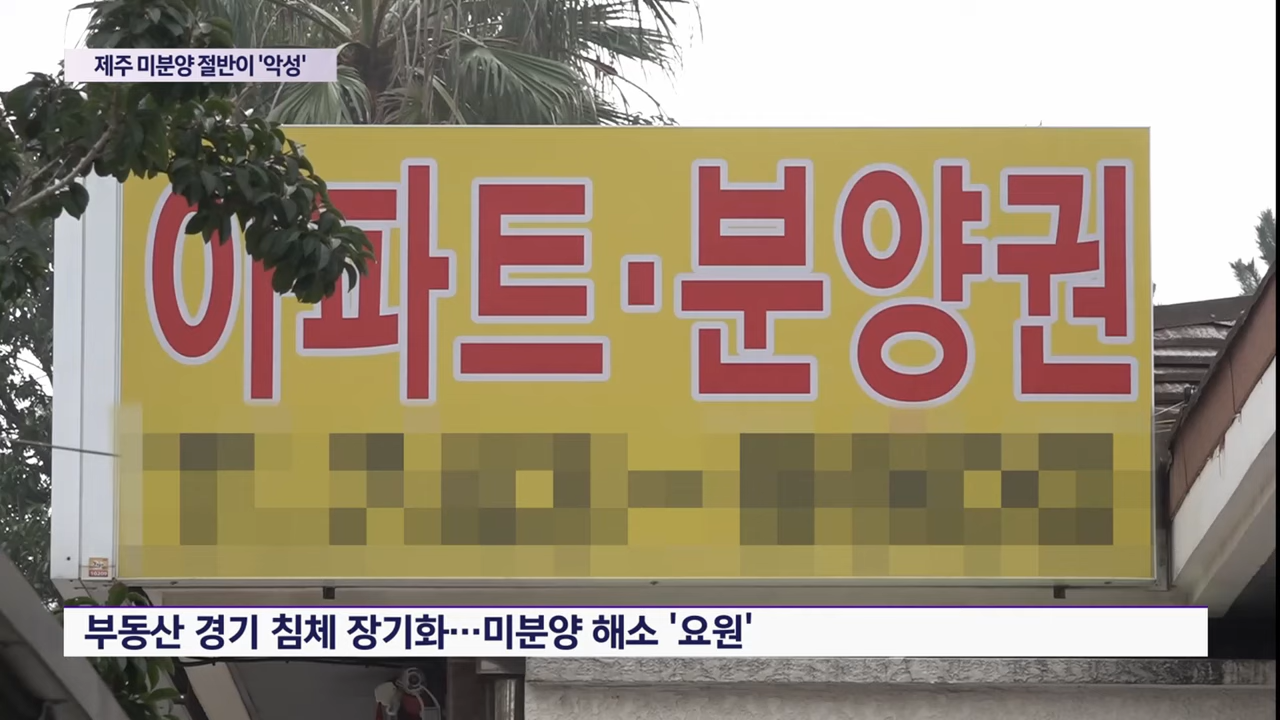 제주 미분양 절반이 '악성'
아파트·분양권
부동산 경기 침체 장기화…미분양 해소 '요원'